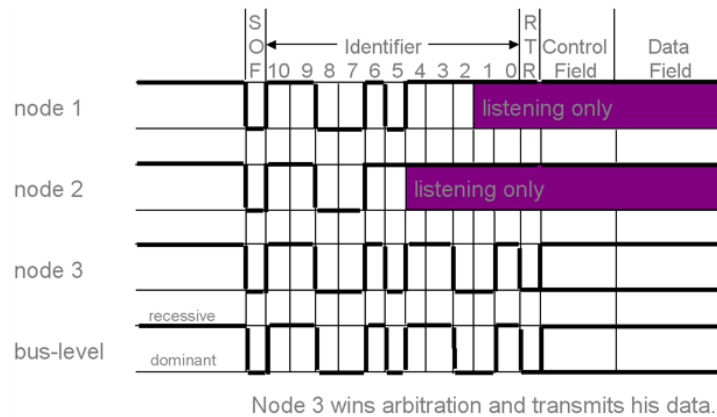 S O F
Identifier
R T R
Control Field
Data Field
10 9 8 7 6 5 4 3 2 1 0
node 1
listening only
node 2
listening only
node 3
recessive
bus-level
dominant
Node 3 wins arbitration and transmits his data.